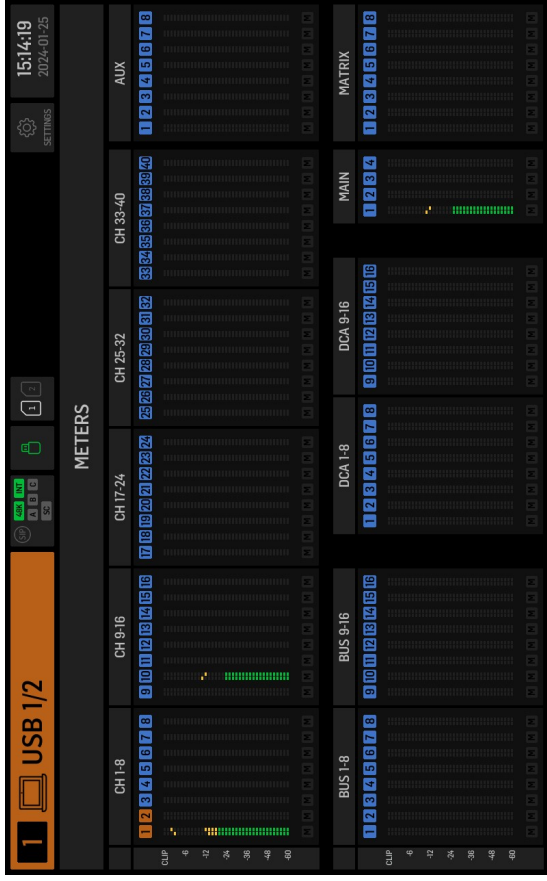 1 USB 1/2
SIP 48K INT
A B C
SC
1 2
SETTINGS
15:14:19
2024-01-25
METERS
CH 1-8 CH 9-16 CH 17-24 CH 25-32 CH 33-40 AUX
1 2 3 4 5 6 7 8 9 10 11 12 13 14 15 16 17 18 19 20 21 22 23 24 25 26 27 28 29 30 31 32 33 34 35 36 37 38 39 40 1 2 3 4 5 6 7 8
CLIP
-6
-12
-24
-36
-48
-60
M M M M M M M M M M M M M M M M M M M M M M M M M M M M M M M M M M M M M M M M M M M M M M M M
BUS 1-8 BUS 9-16 DCA 1-8 DCA 9-16 MAIN MATRIX
1 2 3 4 5 6 7 8 9 10 11 12 13 14 15 16 1 2 3 4 5 6 7 8 9 10 11 12 13 14 15 16 1 2 3 4 1 2 3 4 5 6 7 8
CLIP
-6
-12
-24
-36
-48
-60
M M M M M M M M M M M M M M M M M M M M M M M M M M M M M M M M M M M M M M M M M M M M